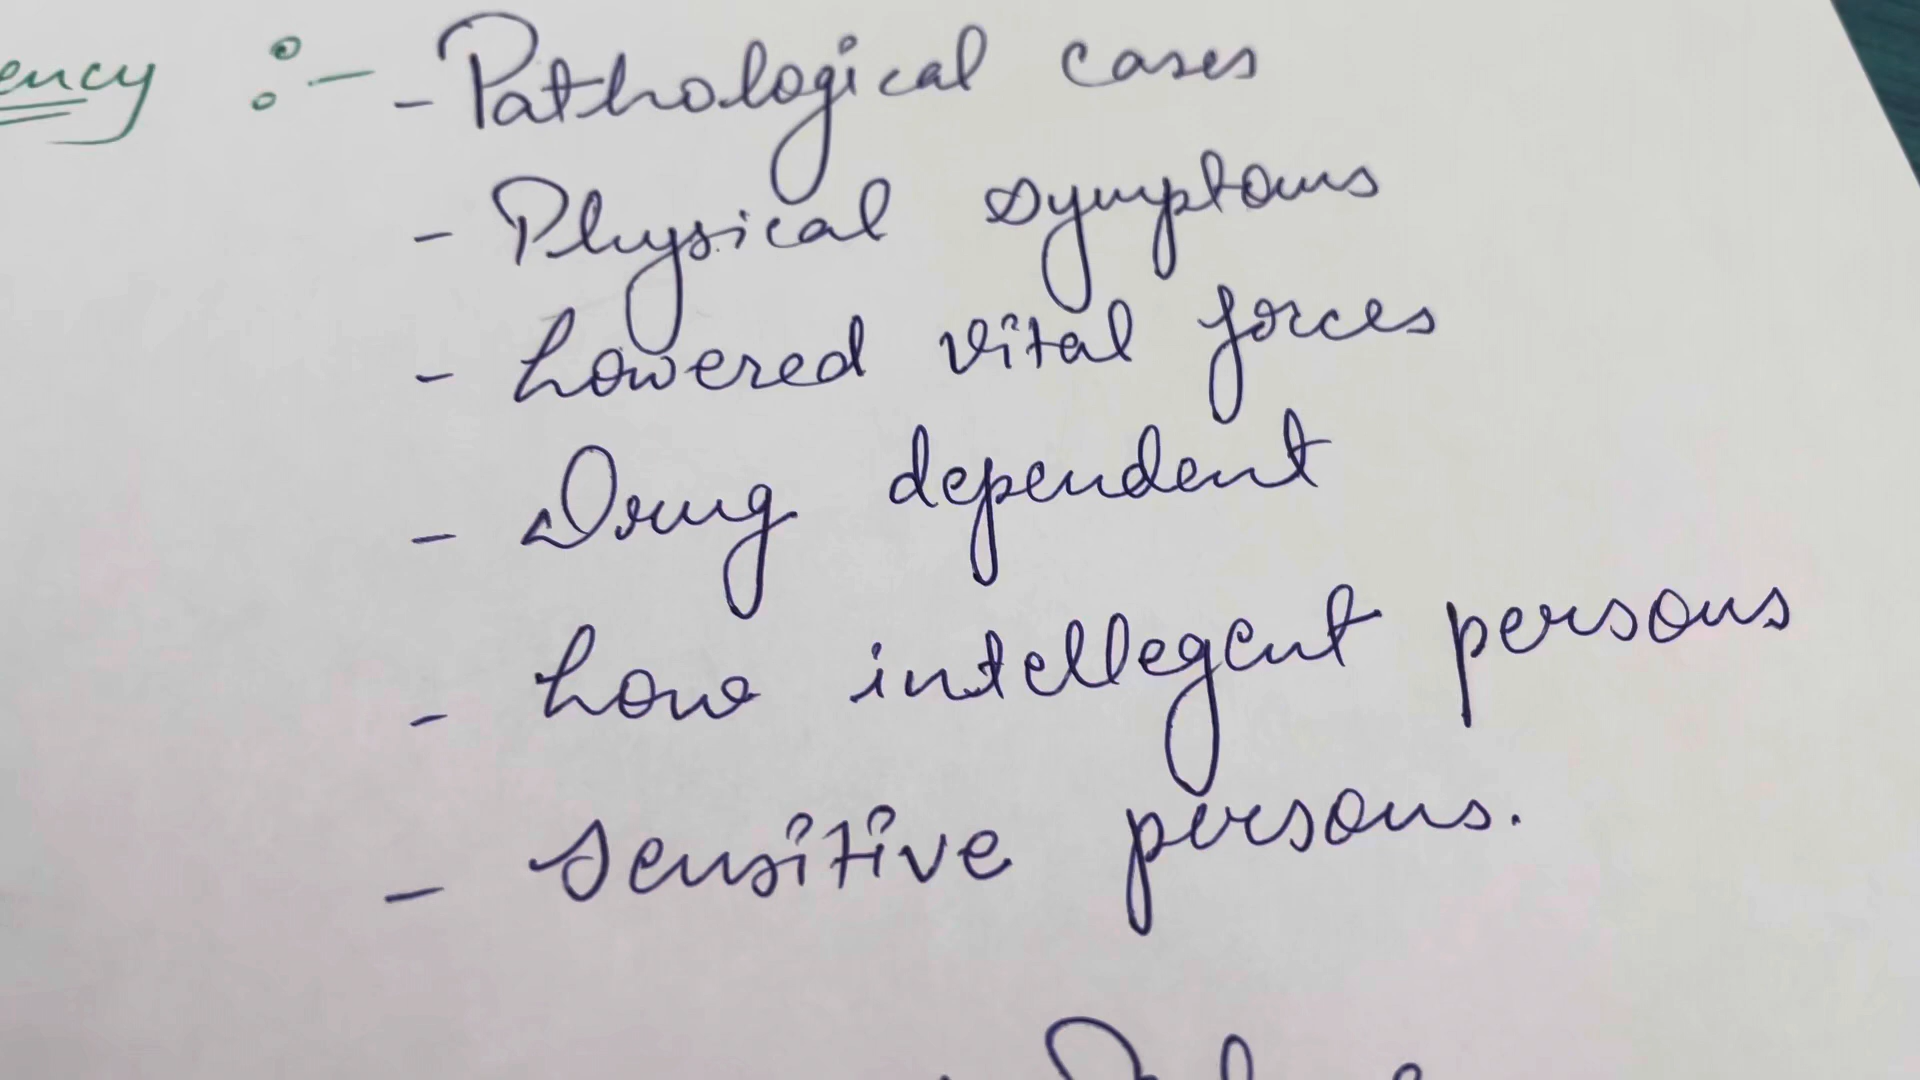 ency :- - Pathological cases
- Physical symptoms
- Lowered vital forces
- Drug dependent
- Low intellegent persons
- Sensitive persons.